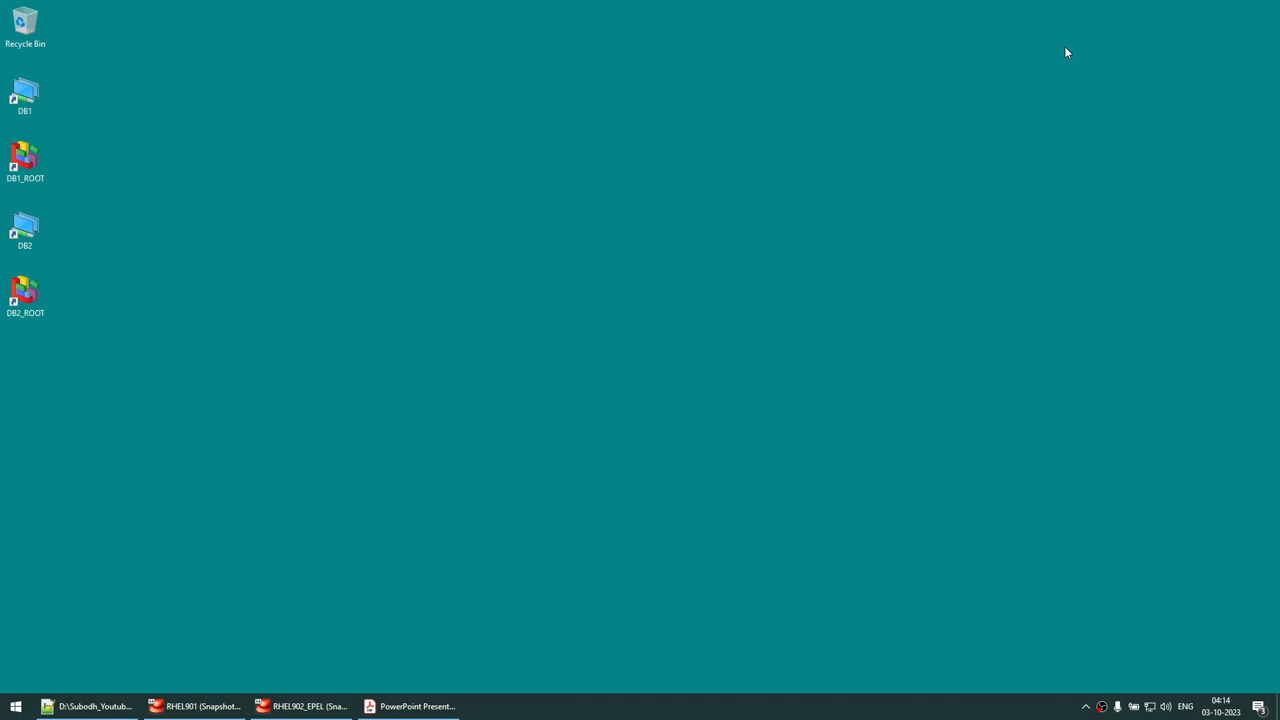 Recycle Bin
DB1
DB1_ROOT
DB2
DB2_ROOT
D:\Subodh_Youtub...
RHEL901 (Snapshot...
RHEL902_EPEL (Sna...
PowerPoint Present...
ENG
04:14
03-10-2023
3